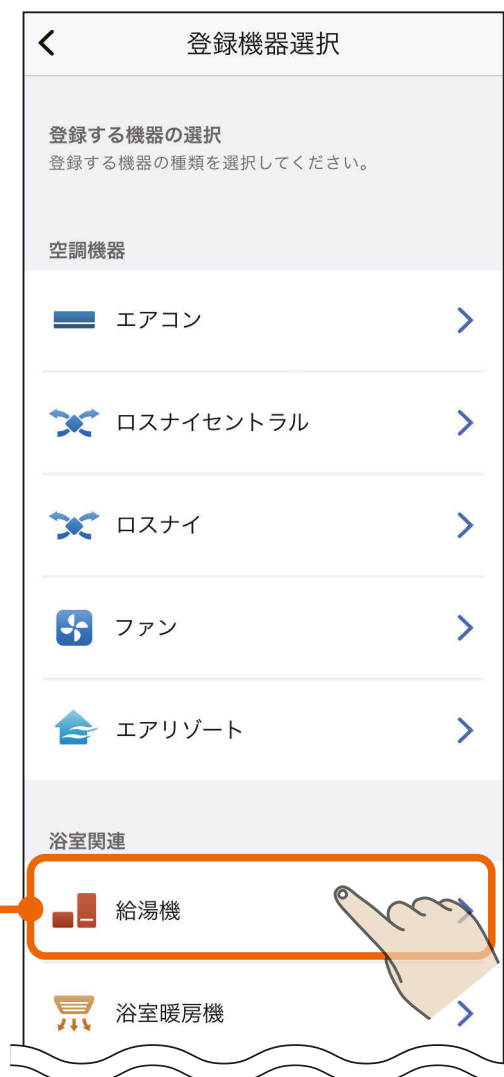 登録機器選択
登録する機器の選択
登録する機器の種類を選択してください。
空調機器
エアコン
ロスナイセントラル
ロスナイ
ファン
エアリゾート
浴室関連
給湯機
浴室暖房機